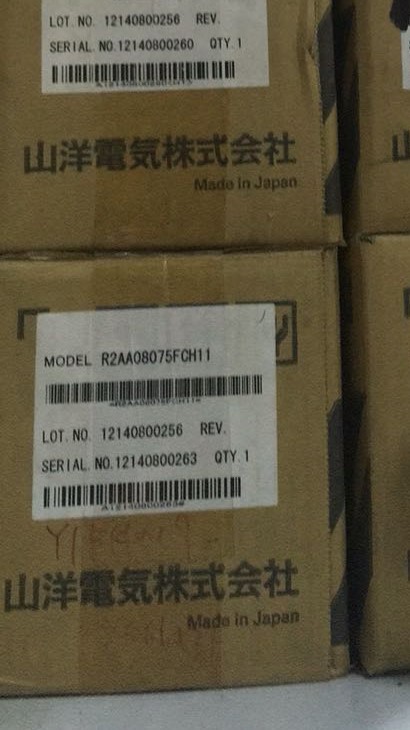 LOT. NO. 12140800256 REV.
SERIAL. NO. 12140800260 QTY. 1
山洋電気株式会社
Made in Japan
MODEL R2AA08075FCH11
*R2AA08075FCH11*
LOT. NO. 12140800256 REV.
SERIAL. NO. 12140800263 QTY. 1
山洋電気株式会社
Made in Japan